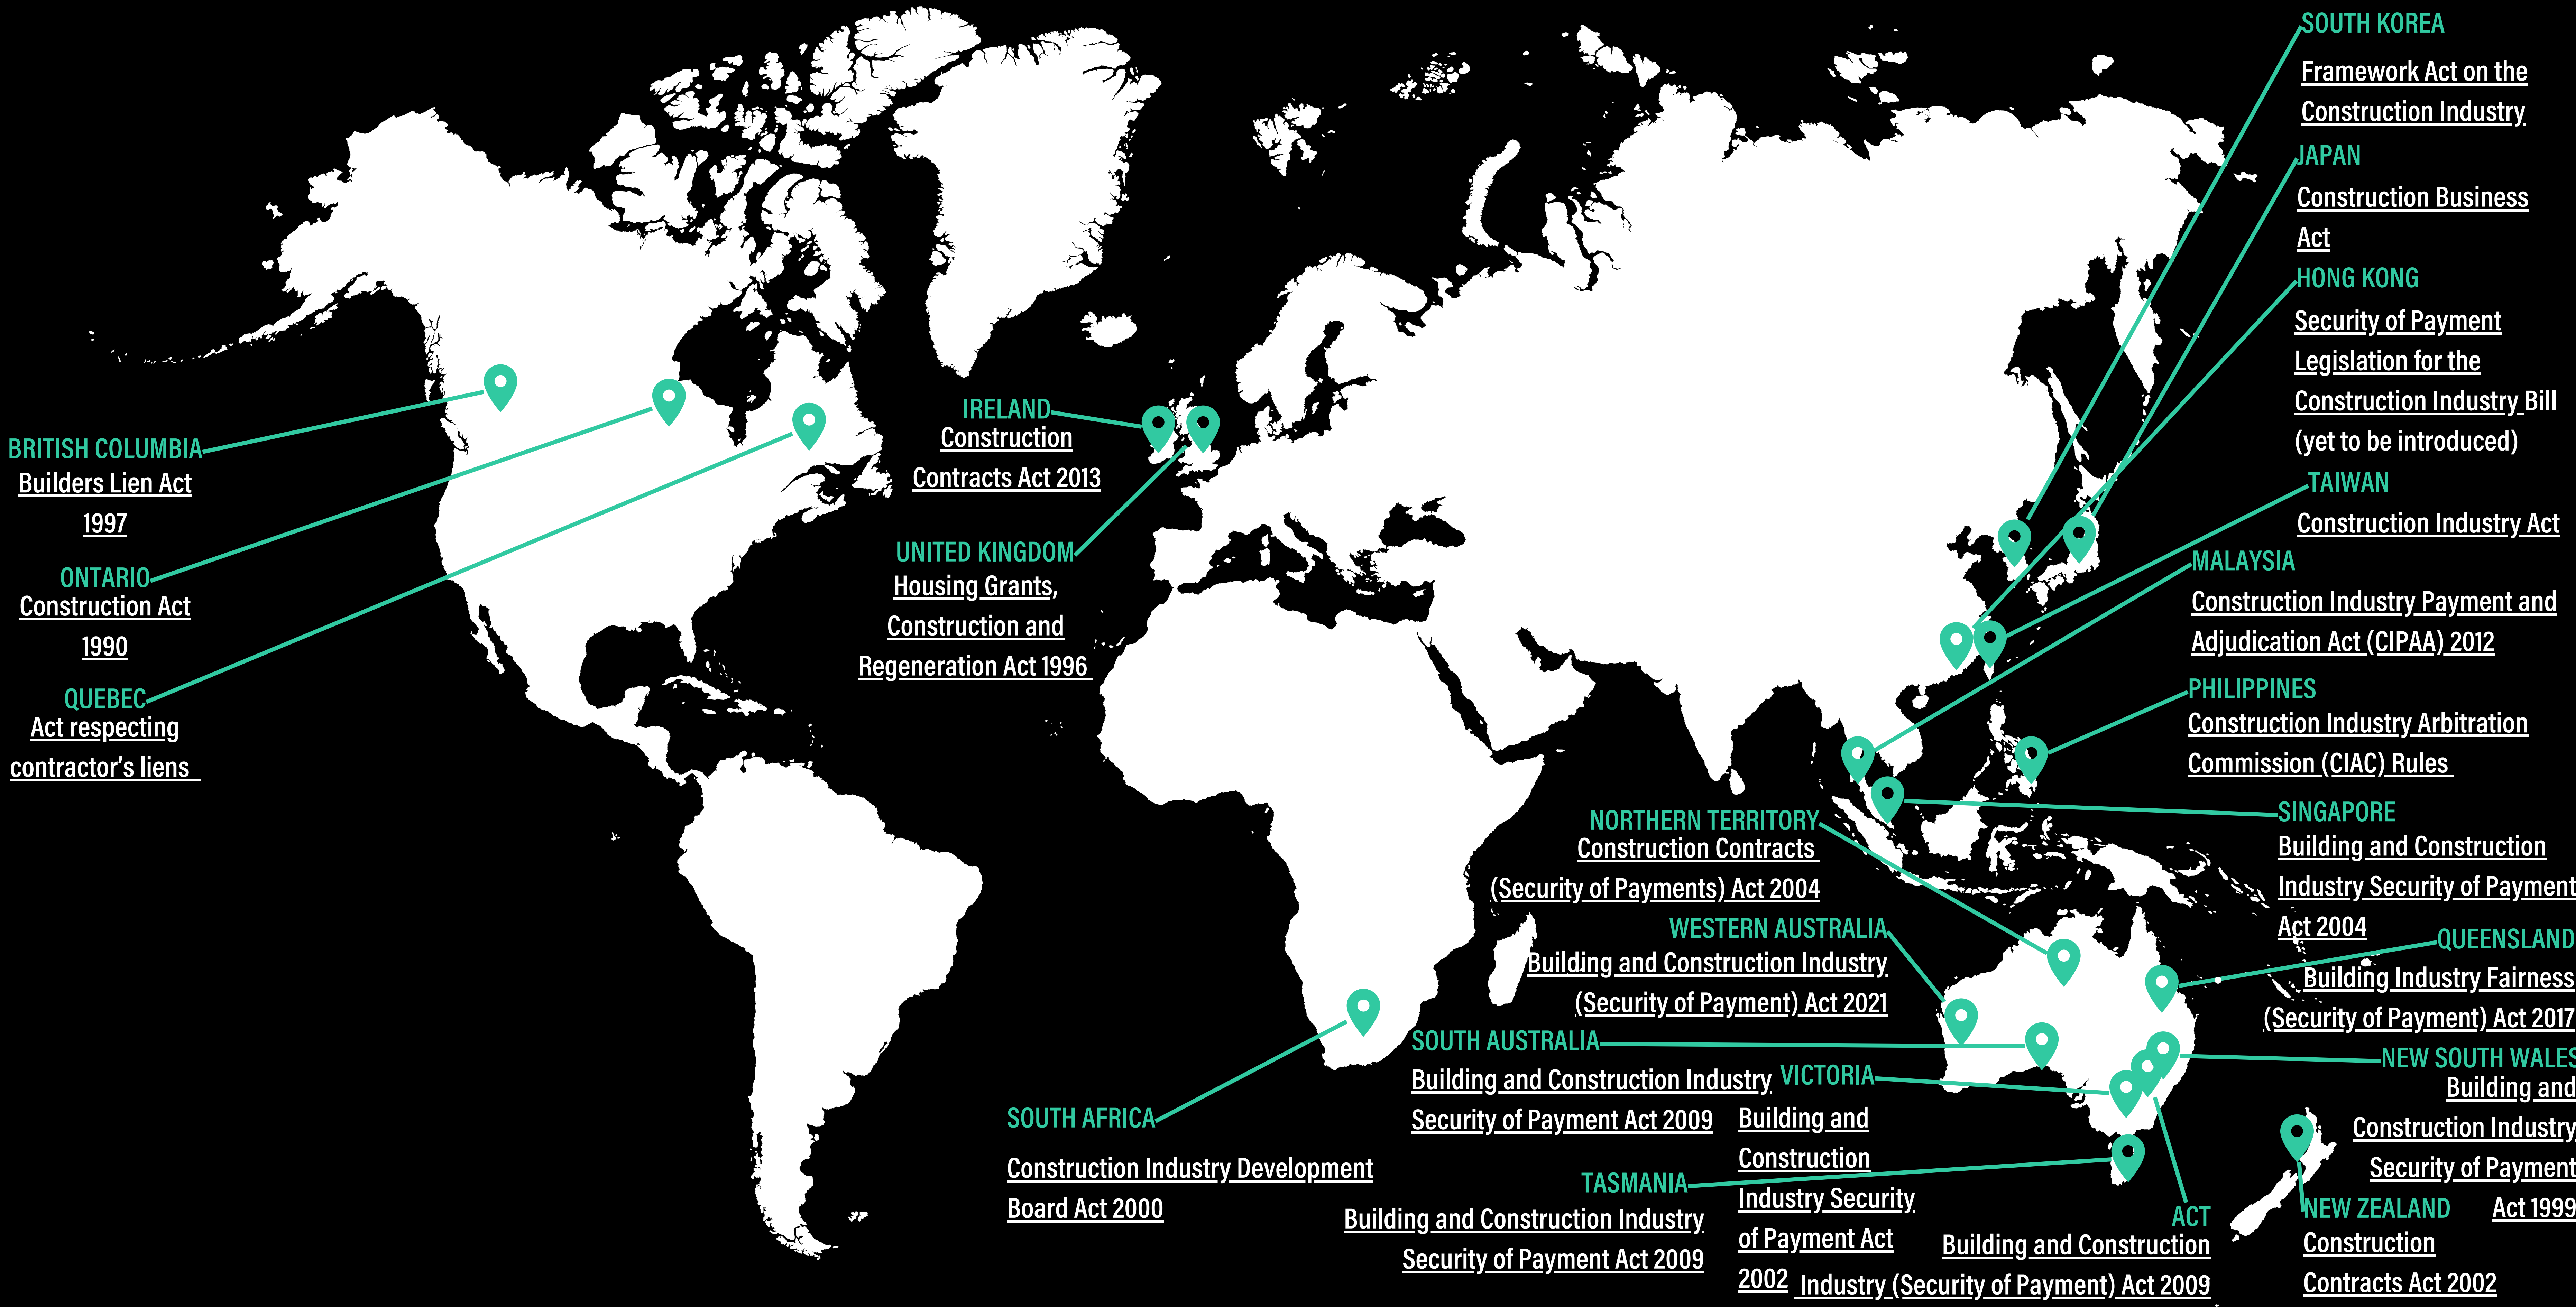 BRITISH COLUMBIA
Builders Lien Act
1997
ONTARIO
Construction Act
1990
QUEBEC
Act respecting
contractor's liens
IRELAND
Construction
Contracts Act 2013
UNITED KINGDOM
Housing Grants,
Construction and
Regeneration Act 1996
SOUTH AFRICA
Construction Industry Development
Board Act 2000
SOUTH KOREA
Framework Act on the
Construction Industry
JAPAN
Construction Business
Act
HONG KONG
Security of Payment
Legislation for the
Construction Industry Bill
(yet to be introduced)
TAIWAN
Construction Industry Act
MALAYSIA
Construction Industry Payment and
Adjudication Act (CIPAA) 2012
PHILIPPINES
Construction Industry Arbitration
Commission (CIAC) Rules
SINGAPORE
Building and Construction
Industry Security of Payment
Act 2004
NORTHERN TERRITORY
Construction Contracts
(Security of Payments) Act 2004
WESTERN AUSTRALIA
Building and Construction Industry
(Security of Payment) Act 2021
SOUTH AUSTRALIA
Building and Construction Industry
Security of Payment Act 2009
VICTORIA
Building and
Construction
Industry Security
of Payment Act
2002
TASMANIA
Building and Construction Industry
Security of Payment Act 2009
ACT
Building and Construction
Industry (Security of Payment) Act 2009
QUEENSLAND
Building Industry Fairness
(Security of Payment) Act 2017
NEW SOUTH WALES
Building and
Construction Industry
Security of Payment
Act 1999
NEW ZEALAND
Construction
Contracts Act 2002